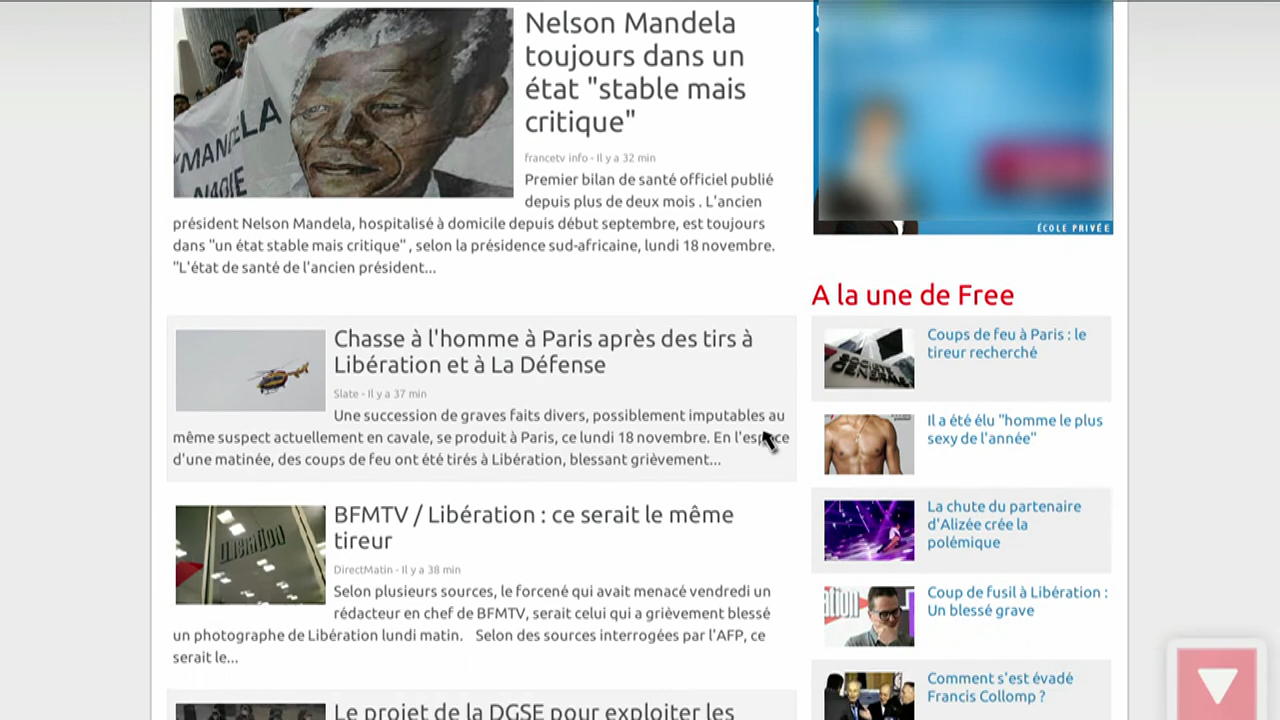 Nelson Mandela
toujours dans un
état "stable mais
critique"
francetv info - Il y a 32 min
Premier bilan de santé officiel publié
depuis plus de deux mois . L'ancien
président Nelson Mandela, hospitalisé à domicile depuis début septembre, est toujours
dans "un état stable mais critique" , selon la présidence sud-africaine, lundi 18 novembre.
"L'état de santé de l'ancien président...
Chasse à l'homme à Paris après des tirs à
Libération et à La Défense
Slate - Il y a 37 min
Une succession de graves faits divers, possiblement imputables au
même suspect actuellement en cavale, se produit à Paris, ce lundi 18 novembre. En l'espace
d'une matinée, des coups de feu ont été tirés à Libération, blessant grièvement...
BFMTV / Libération : ce serait le même
tireur
DirectMatin - Il y a 38 min
Selon plusieurs sources, le forcené qui avait menacé vendredi un
rédacteur en chef de BFMTV, serait celui qui a grièvement blessé
un photographe de Libération lundi matin. Selon des sources interrogées par l'AFP, ce
serait le...
Le projet de la DGSE pour exploiter les
ÉCOLE PRIVÉE
A la une de Free
Coups de feu à Paris : le
tireur recherché
Il a été élu "homme le plus
sexy de l'année"
La chute du partenaire
d'Alizée crée la
polémique
Coup de fusil à Libération :
Un blessé grave
Comment s'est évadé
Francis Collomp ?
MANDELA
SOCIETE
GENERALE